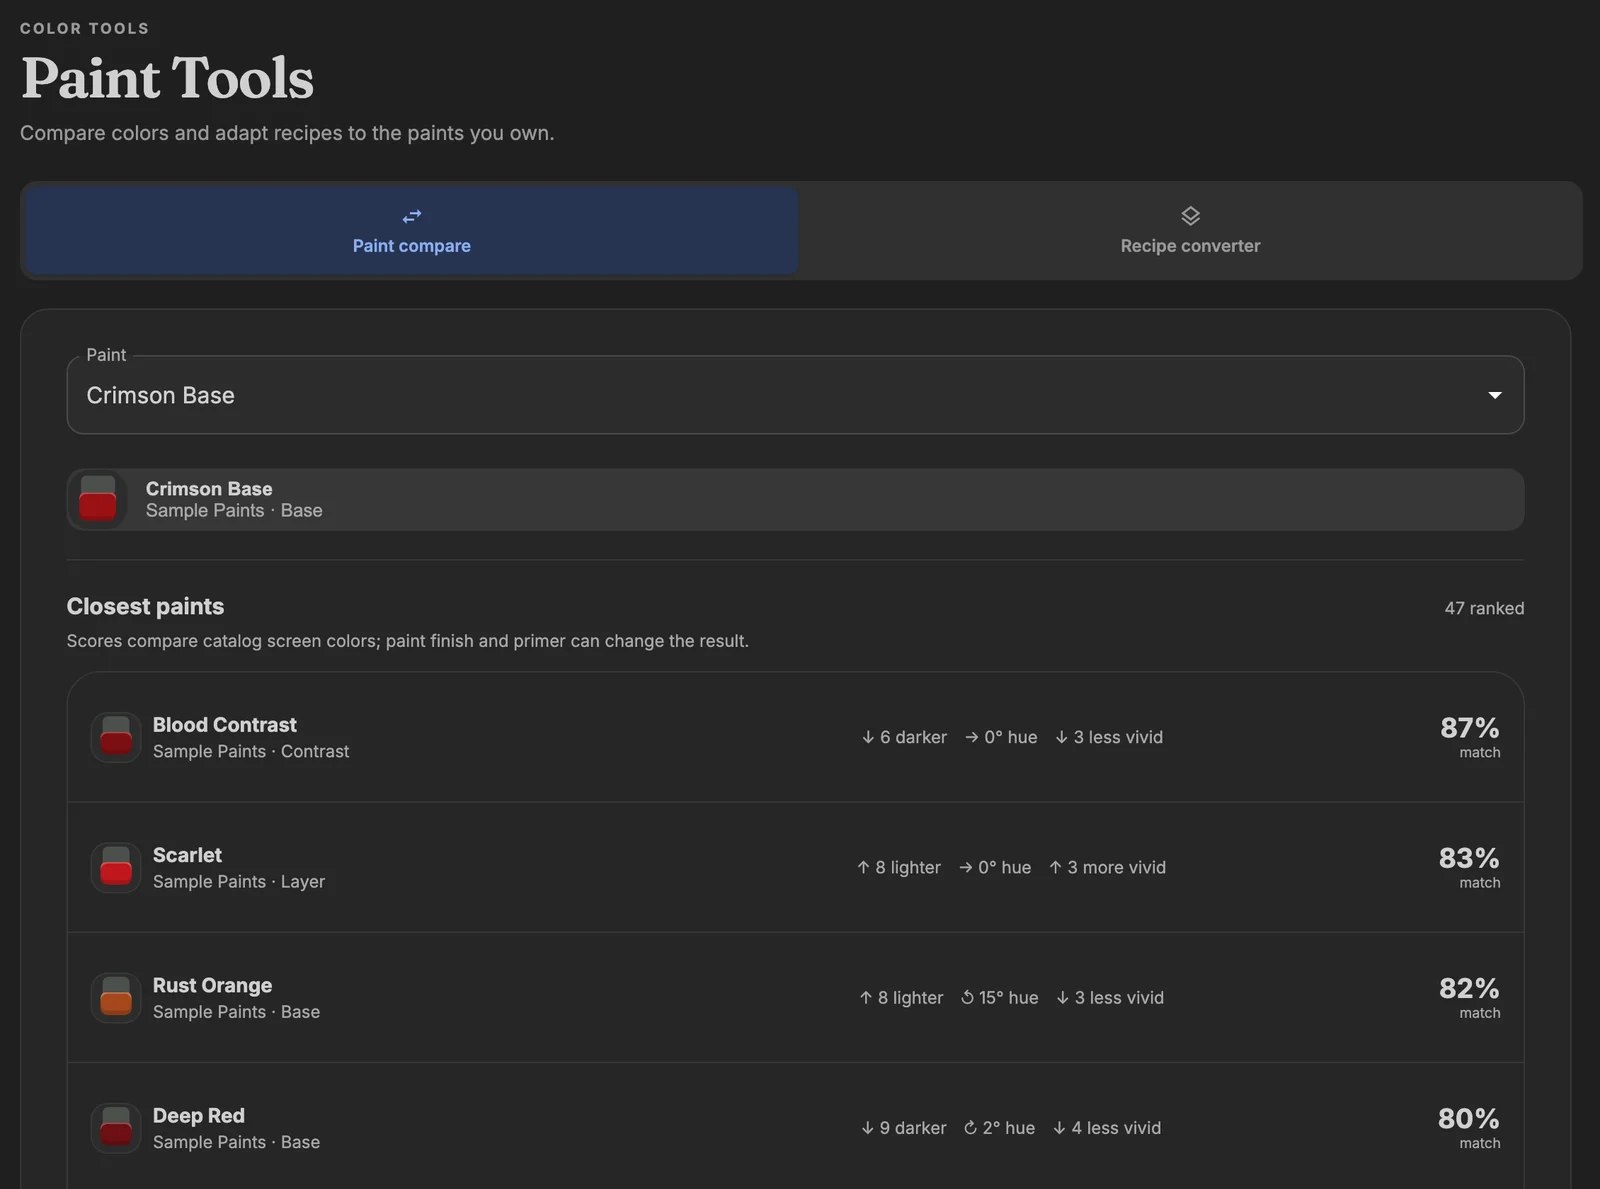 COLOR TOOLS
Paint Tools
Compare colors and adapt recipes to the paints you own.
Paint compare
Recipe converter
Paint
Crimson Base
Crimson Base
Sample Paints · Base
Closest paints
47 ranked
Scores compare catalog screen colors; paint finish and primer can change the result.
Blood Contrast
Sample Paints · Contrast
↓ 6 darker → 0° hue ↓ 3 less vivid
87%
match
Scarlet
Sample Paints · Layer
↑ 8 lighter → 0° hue ↑ 3 more vivid
83%
match
Rust Orange
Sample Paints · Base
↑ 8 lighter ↺ 15° hue ↓ 3 less vivid
82%
match
Deep Red
Sample Paints · Base
↓ 9 darker ↻ 2° hue ↓ 4 less vivid
80%
match